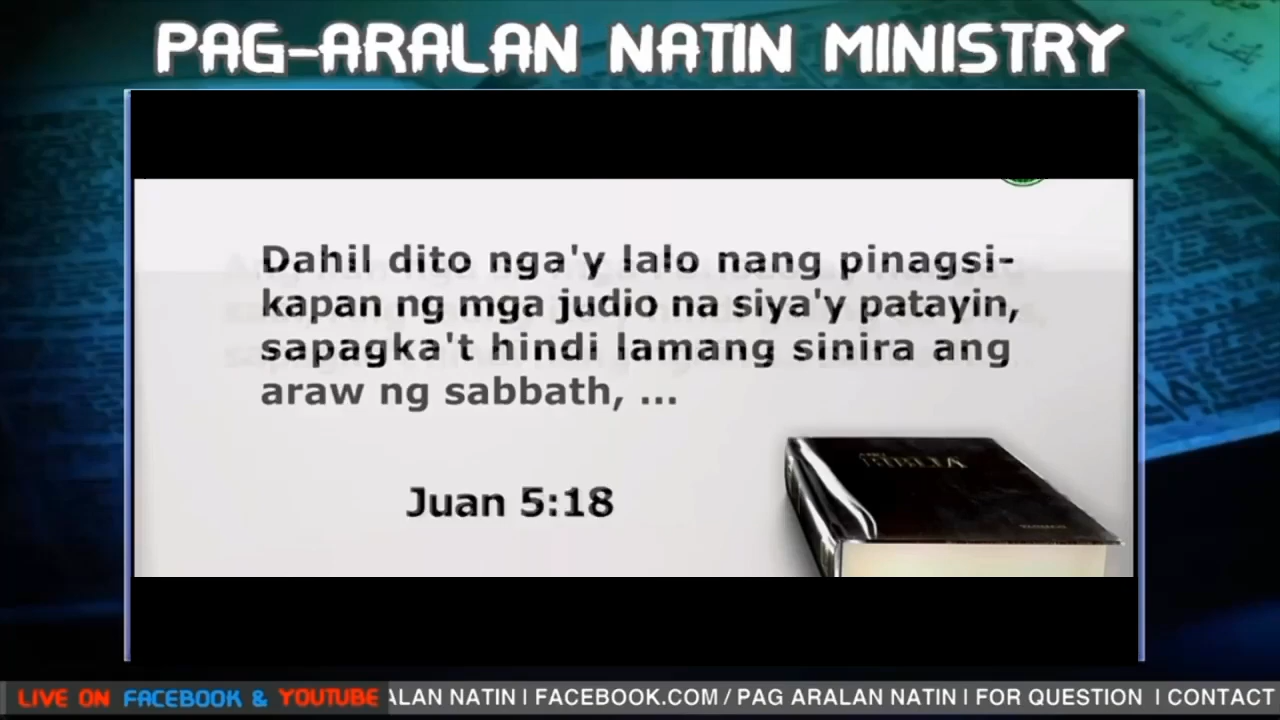 PAG-ARALAN NATIN MINISTRY
Dahil dito nga'y lalo nang pinagsi-
kapan ng mga judio na siya'y patayin,
sapagka't hindi lamang sinira ang
araw ng sabbath, ...
Juan 5:18
ANG
BIBLIA
LIVE ON FACEBOOK & YOUTUBE ALAN NATIN | FACEBOOK.COM / PAG ARALAN NATIN | FOR QUESTION | CONTACT